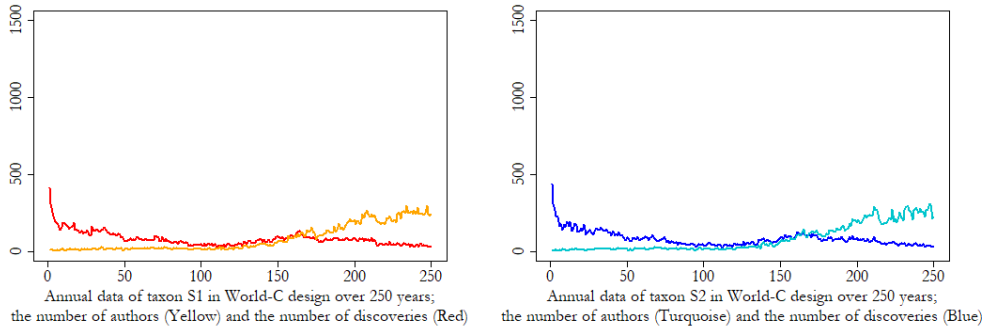 1500
1000
500
0
0 50 100 150 200 250
Annual data of taxon S1 in World-C design over 250 years;
the number of authors (Yellow) and the number of discoveries (Red)
1500
1000
500
0
0 50 100 150 200 250
Annual data of taxon S2 in World-C design over 250 years;
the number of authors (Turquoise) and the number of discoveries (Blue)